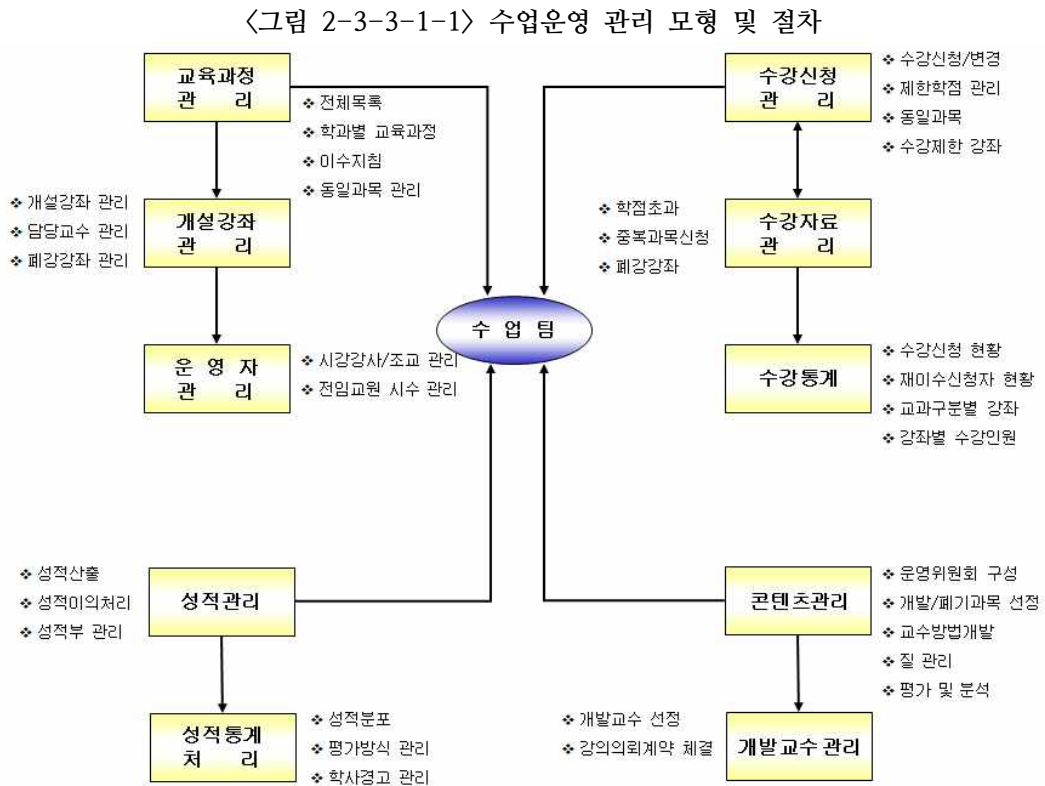 <그림 2-3-3-1-1> 수업운영 관리 모형 및 절차
교육과정
관 리
❖ 전체목록
❖ 학과별 교육과정
❖ 이수지침
❖ 동일과목 관리
❖ 개설강좌 관리
❖ 담당교수 관리
❖ 폐강강좌 관리
개설강좌
관 리
운 영 자
관 리
❖ 시강강사/조교 관리
❖ 전임교원 시수 관리
수강신청
관 리
❖ 수강신청/변경
❖ 제한학점 관리
❖ 동일과목
❖ 수강제한 강좌
❖ 학점초과
❖ 중복과목신청
❖ 폐강강좌
수강자료
관 리
수강통계
❖ 수강신청 현황
❖ 재이수신청자 현황
❖ 교과구분별 강좌
❖ 강좌별 수강인원
수 업 팀
❖ 성적산출
❖ 성적이의처리
❖ 성적부 관리
성적관리
성적통계
처 리
❖ 성적분포
❖ 평가방식 관리
❖ 학사경고 관리
콘텐츠관리
❖ 운영위원회 구성
❖ 개발/폐기과목 선정
❖ 교수방법개발
❖ 질 관리
❖ 평가 및 분석
❖ 개발교수 선정
❖ 강의의뢰계약 체결
개발교수 관리